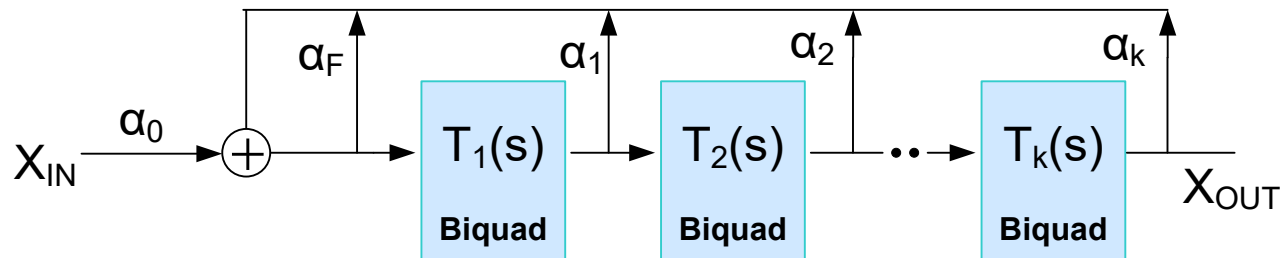 α_F
α_1
α_2
α_k
α_0
X_IN
T_1(s)
T_2(s)
T_k(s)
X_OUT
Biquad
Biquad
Biquad